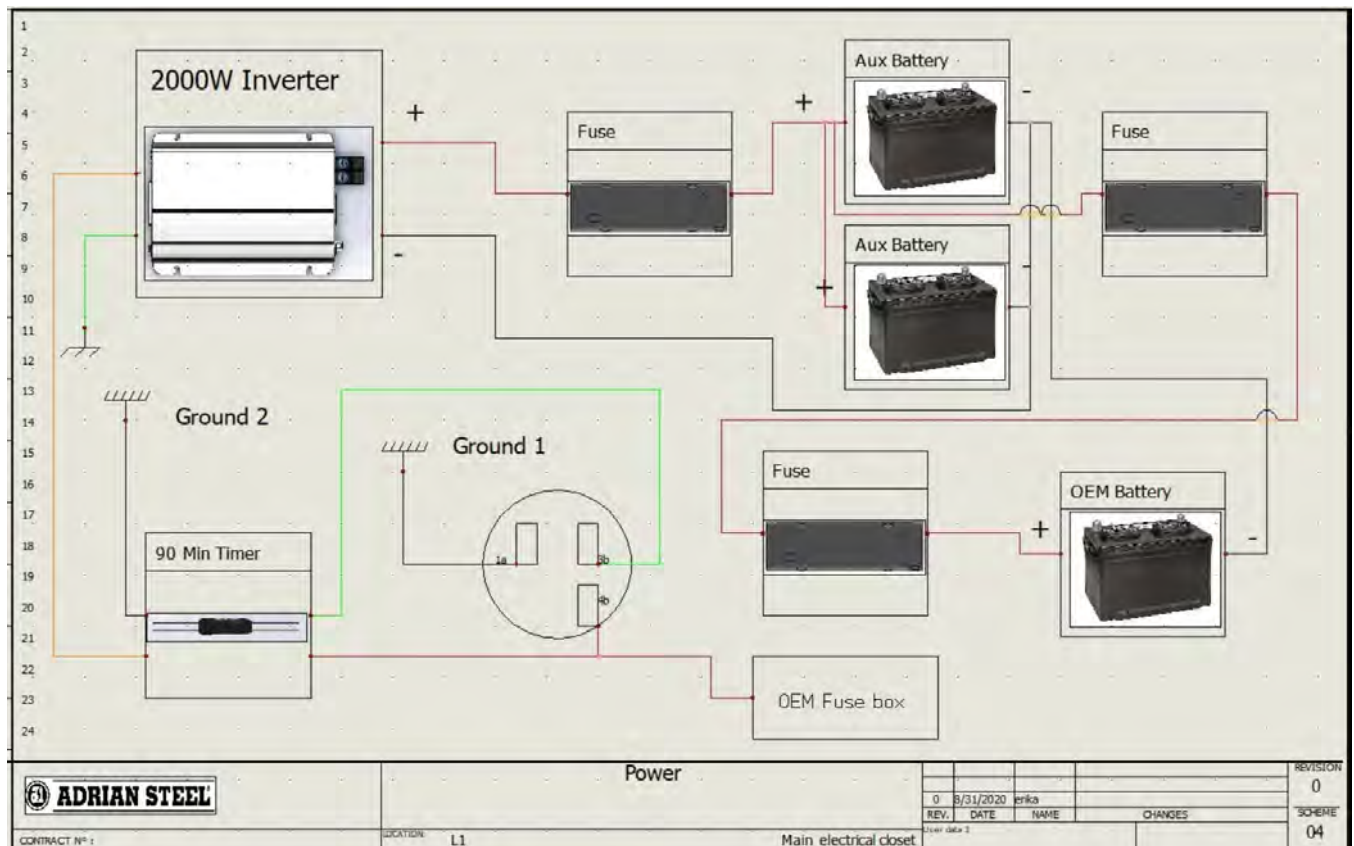 1
2
3
4
5
6
7
8
9
10
11
12
13
14
15
16
17
18
19
20
21
22
23
24
2000W Inverter
+
-
Fuse
+
Aux Battery
-
Fuse
Aux Battery
+
-
Ground 2
Ground 1
Fuse
OEM Battery
+
-
90 Min Timer
1a
3b
4b
OEM Fuse box
ADRIAN STEEL
CONTRACT N° :
Power
LOCATION:
L1
Main electrical closet
0 8/31/2020 erika
REV. DATE NAME CHANGES
User data 2
REVISION
0
SCHEME
04